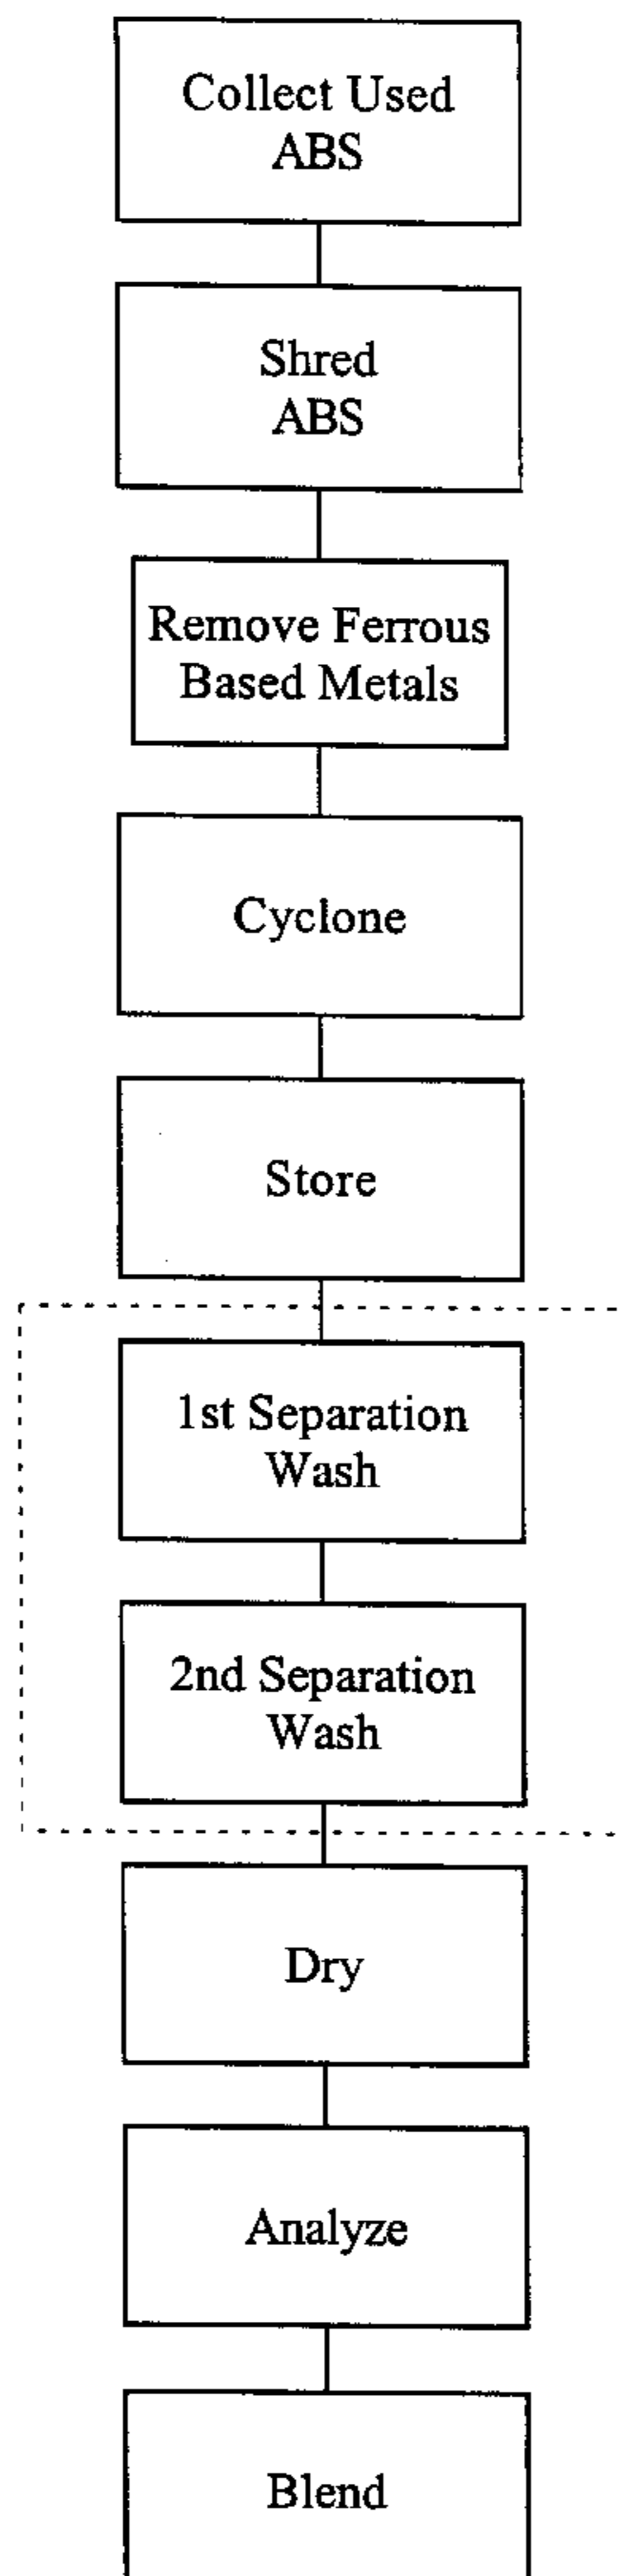 Collect Used
ABS
Shred
ABS
Remove Ferrous
Based Metals
Cyclone
Store
1st Separation
Wash
2nd Separation
Wash
Dry
Analyze
Blend